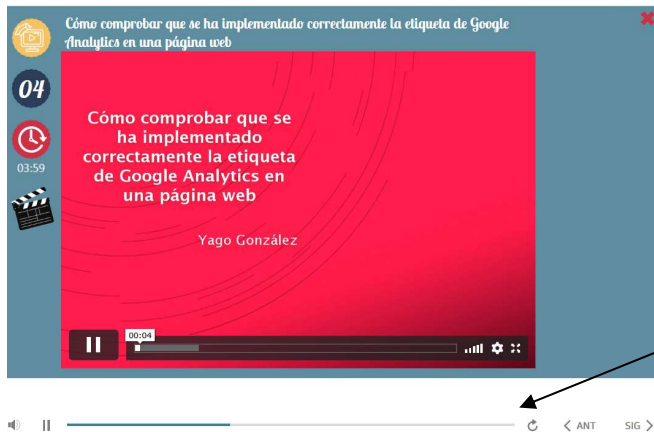 Cómo comprobar que se ha implementado correctamente la etiqueta de Google
Analytics en una página web
04
03:59
Cómo comprobar que se
ha implementado
correctamente la etiqueta
de Google Analytics en
una página web
Yago González
00:04
ANT
SIG